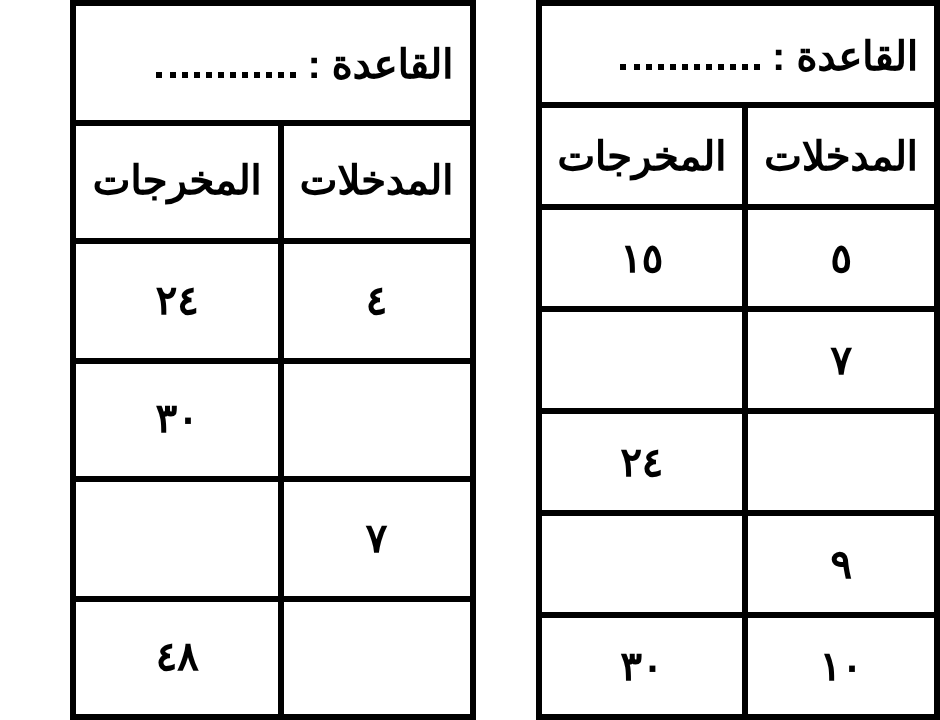 القاعدة : ............
المدخلات المخرجات
٥ ١٥
٧
٢٤
٩
١٠ ٣٠
القاعدة : ............
المدخلات المخرجات
٤ ٢٤
٣٠
٧
٤٨